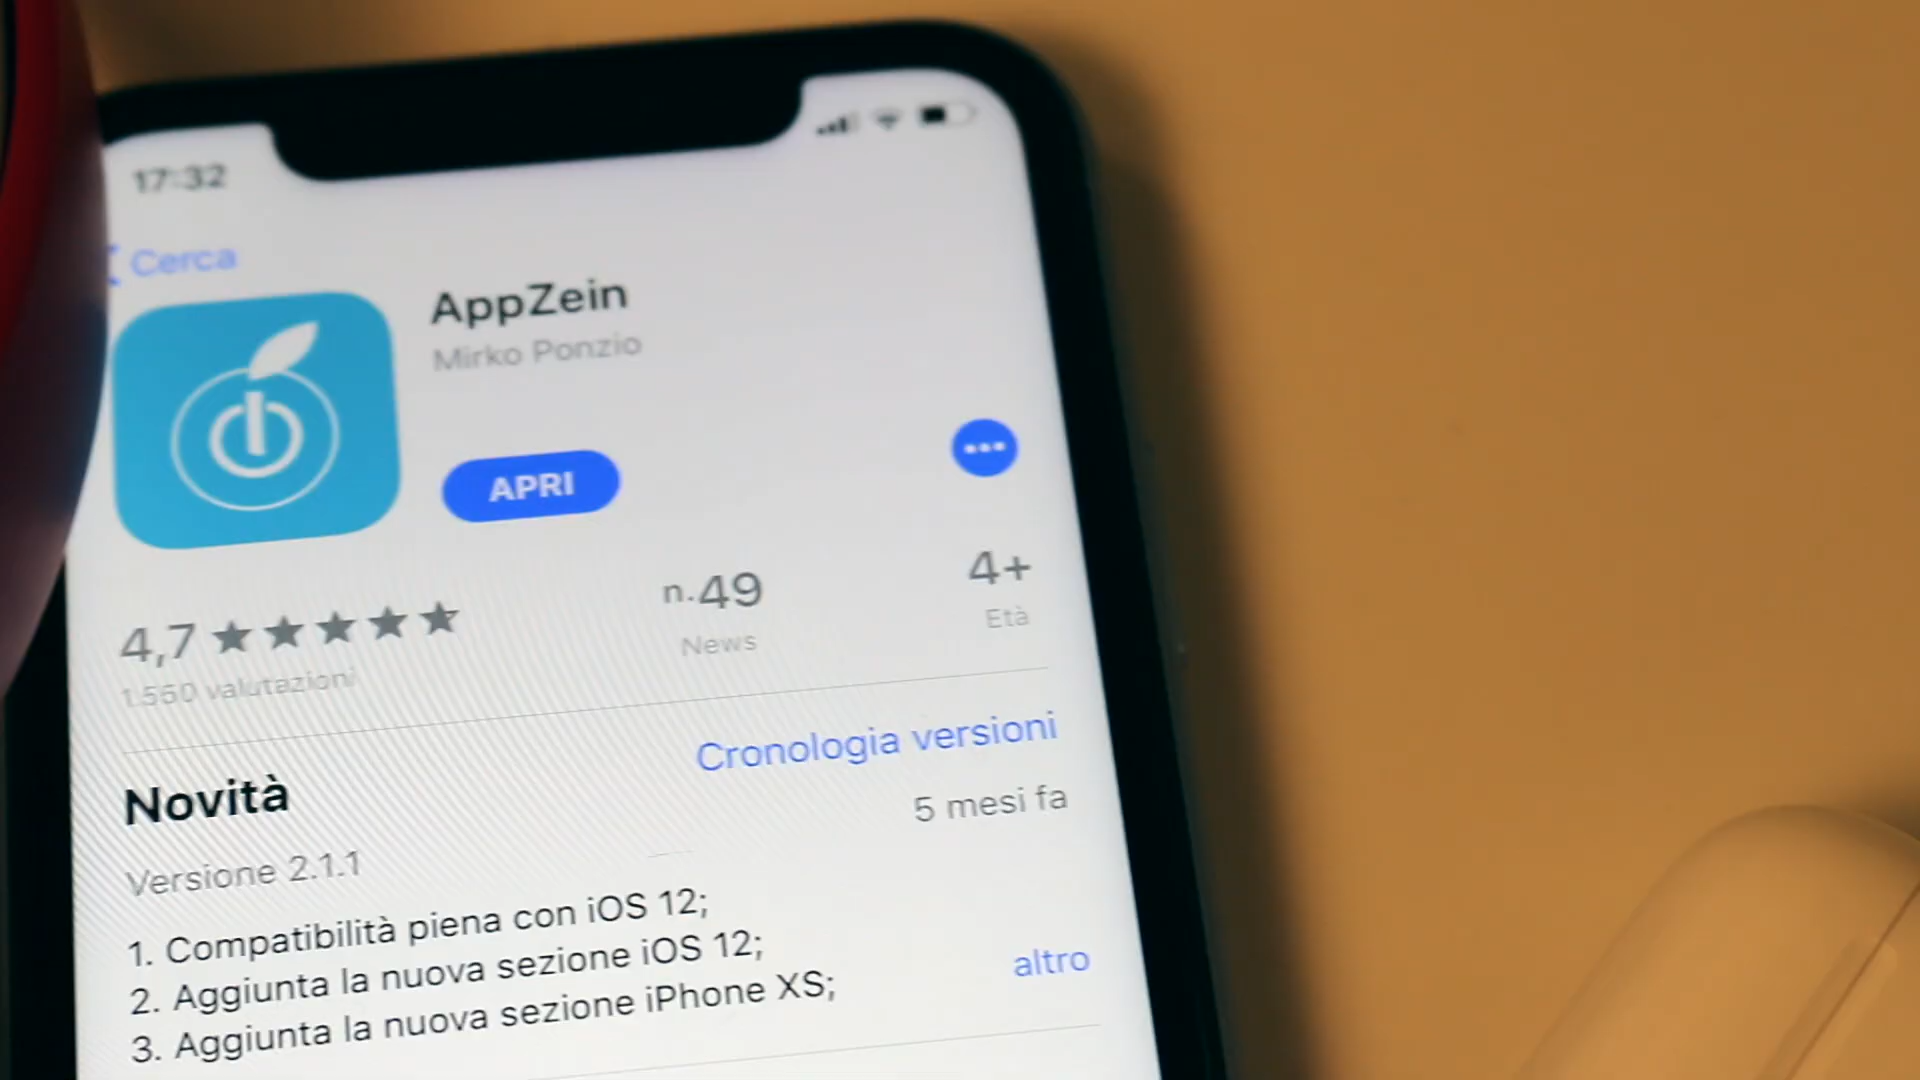 17:32
Cerca
AppZein
Mirko Ponzio
APRI
4,7
n.49
4+
1.560 valutazioni
News
Età
Novità
Cronologia versioni
Versione 2.1.1
5 mesi fa
1. Compatibilità piena con iOS 12;
2. Aggiunta la nuova sezione iOS 12;
3. Aggiunta la nuova sezione iPhone XS;
altro